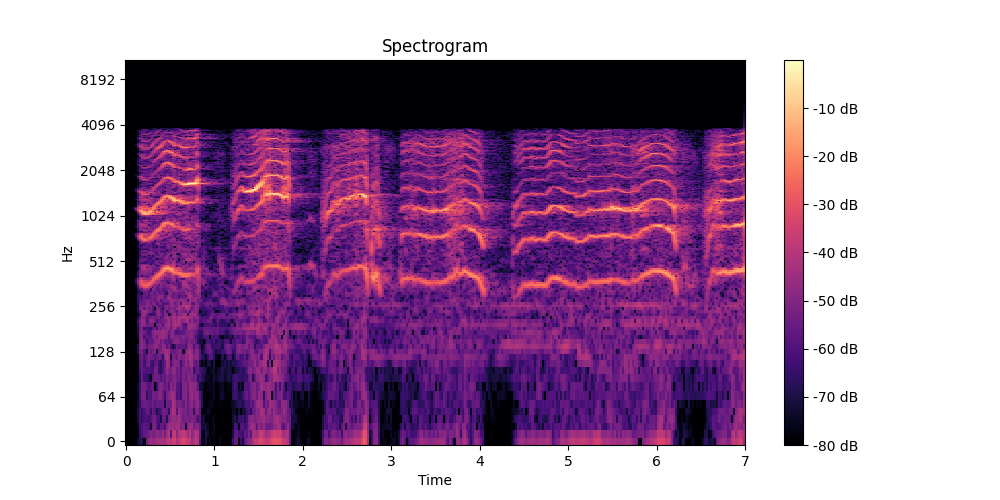 Spectrogram
8192
4096
2048
1024
512
256
128
64
0
Hz
0 1 2 3 4 5 6 7
Time
-10 dB
-20 dB
-30 dB
-40 dB
-50 dB
-60 dB
-70 dB
-80 dB